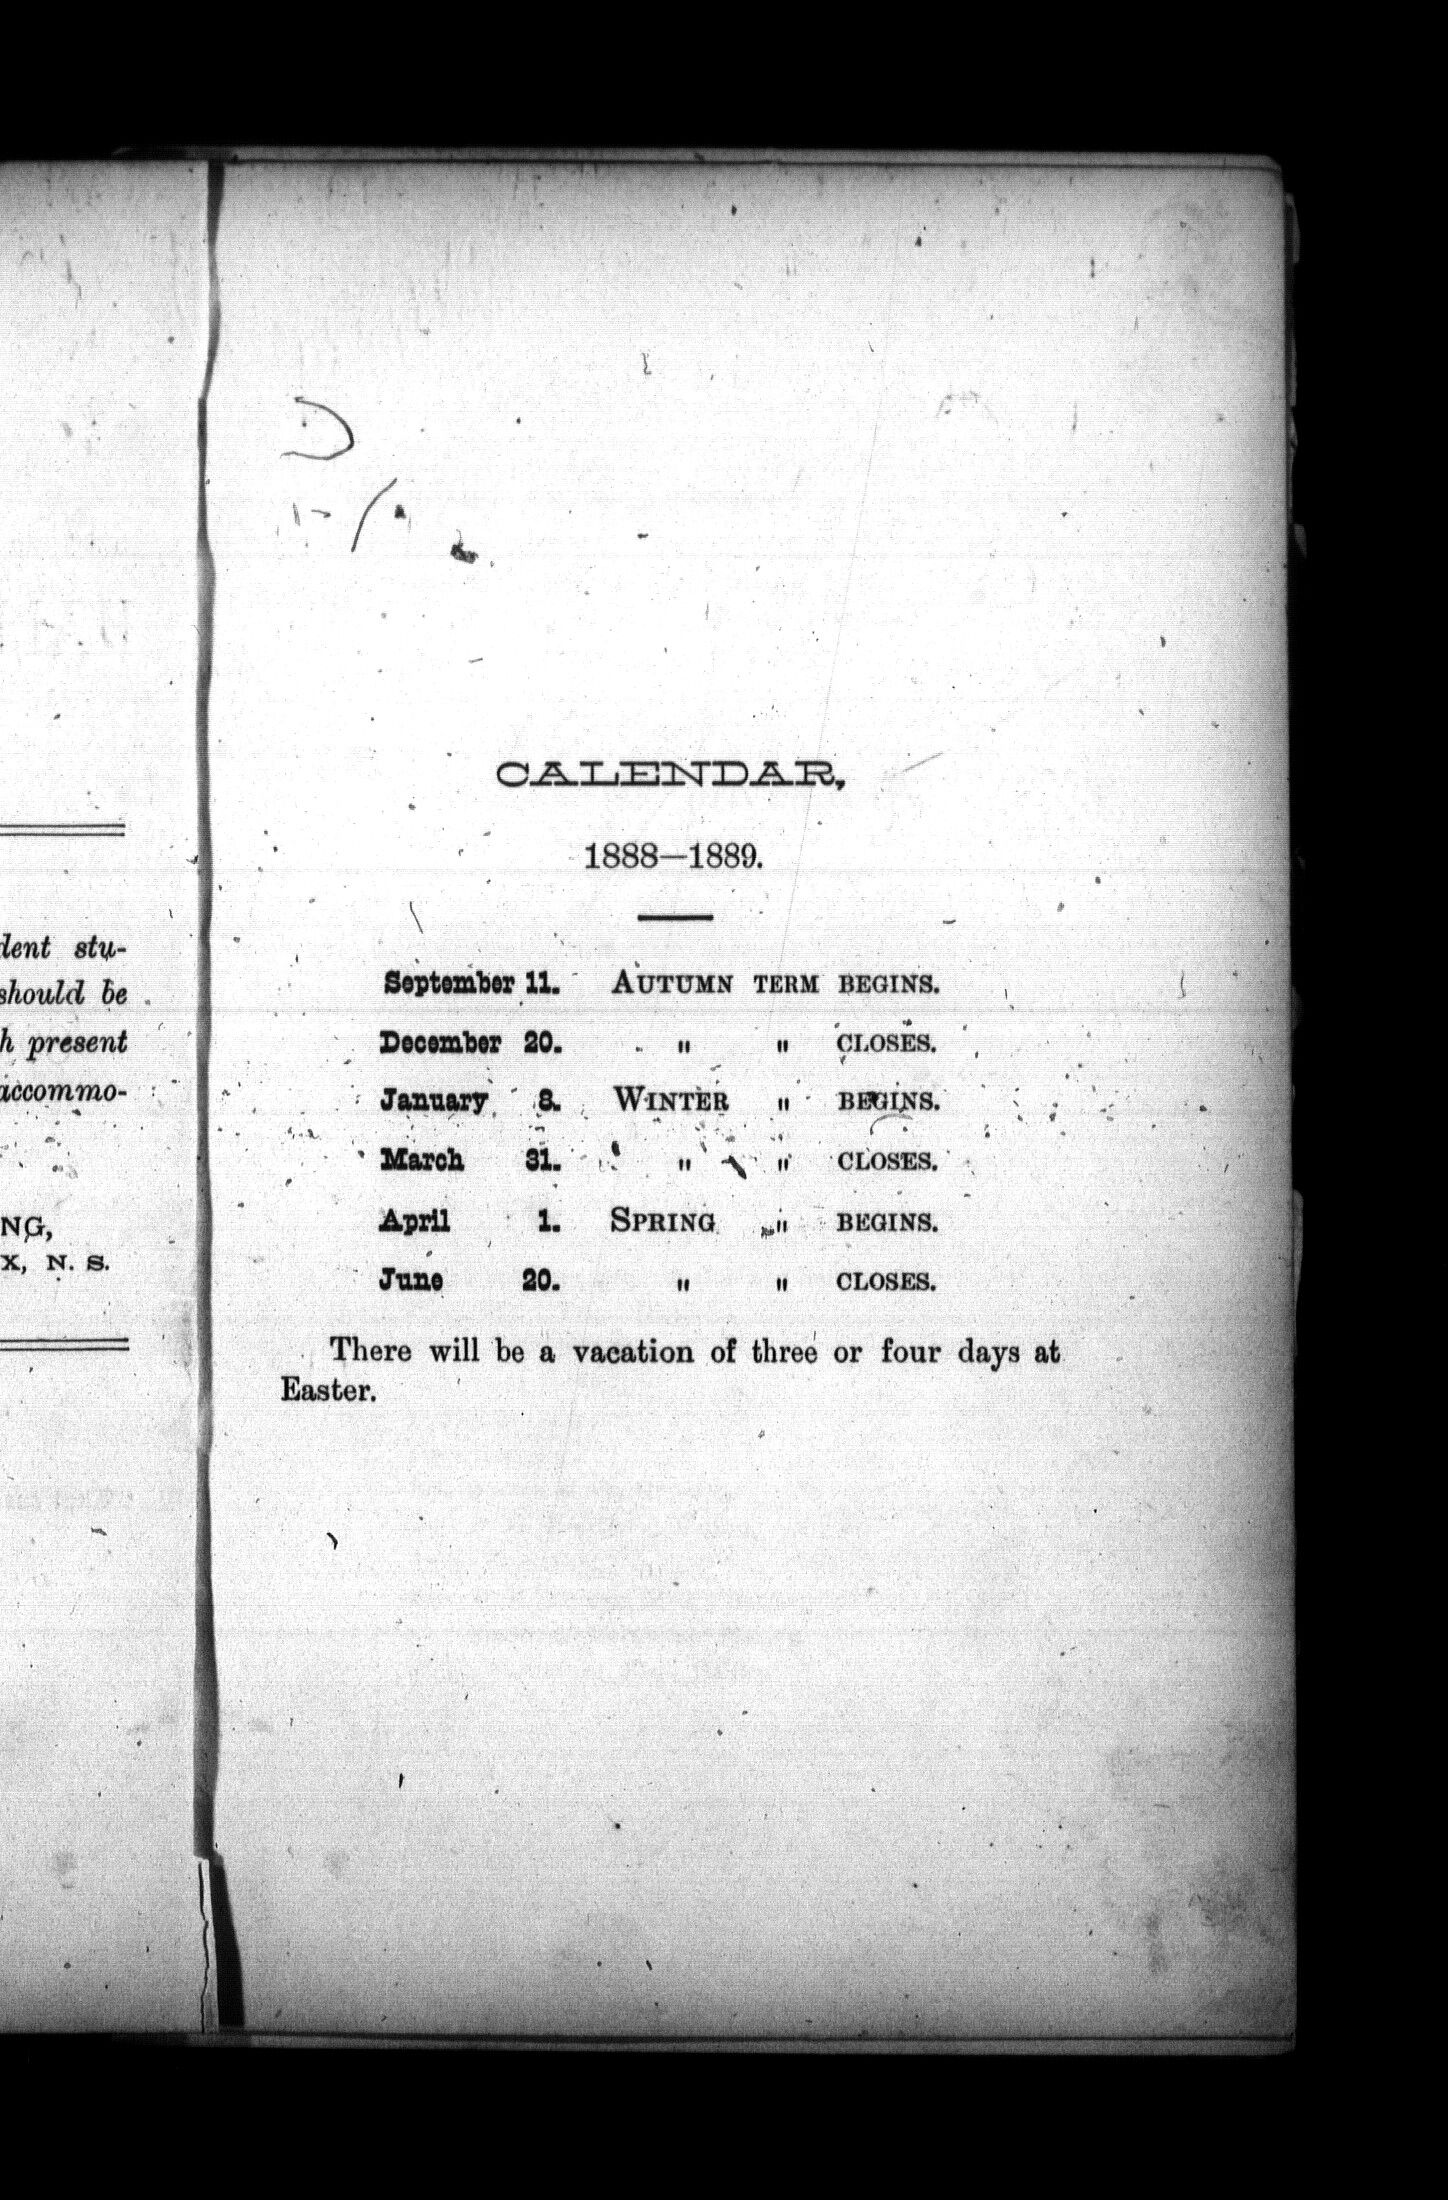 dent stu-
should be
h present
accommo-
NG,
X, N. S.
CALENDAR,
1888—1889.
September 11. AUTUMN TERM BEGINS.
December 20. " " CLOSES.
January 8. WINTER " BEGINS.
March 31. " " CLOSES.
April 1. SPRING " BEGINS.
June 20. " " CLOSES.
There will be a vacation of three or four days at
Easter.